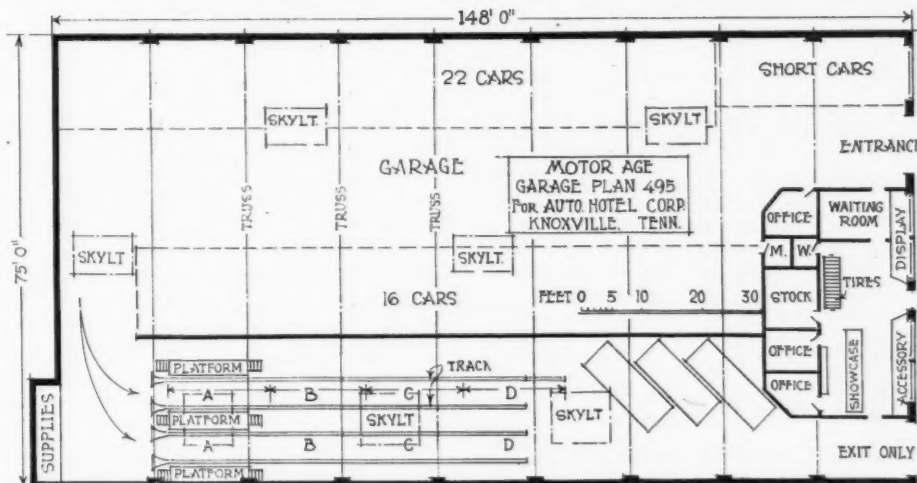 148' 0"
75' 0"
22 CARS
SHORT CARS
SKYLT.
SKYLT
ENTRANCE
GARAGE
MOTOR AGE
GARAGE PLAN 495
FOR AUTO HOTEL CORP.
KNOXVILLE, TENN.
TRUSS
TRUSS
TRUSS
OFFICE
WAITING
ROOM
DISPLAY
SKYLT
SKYLT
M.
W.
TIRES
16 CARS
FEET 0 5 10 20 30
STOCK
PLATFORM
TRACK
OFFICE
SHOWCASE
ACCESSORY
A B C D
OFFICE
SUPPLIES
PLATFORM
SKYLT
SKYLT
A B C D
PLATFORM
EXIT ONLY